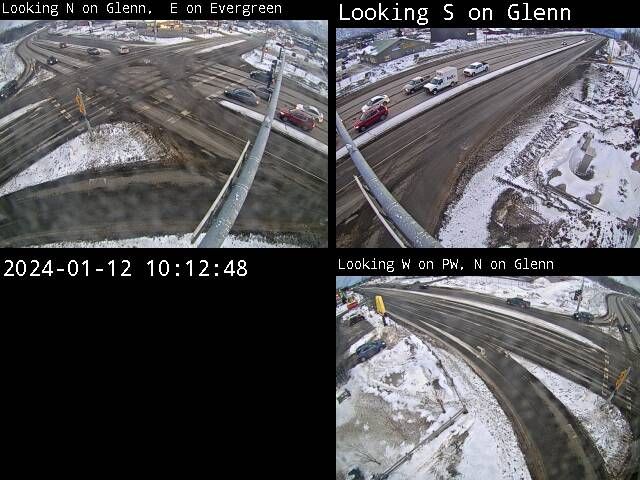 Looking N on Glenn,  E on Evergreen
Looking S on Glenn
2024-01-12 10:12:48
Looking W on PW, N on Glenn